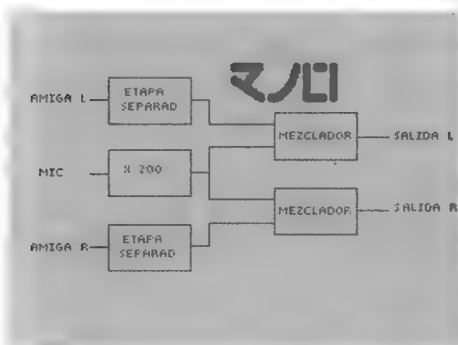 AMIGA L
ETAPA
SEPARAD
MEZCLADOR
SALIDA L
MIC
X 200
MEZCLADOR
SALIDA R
AMIGA R
ETAPA
SEPARAD